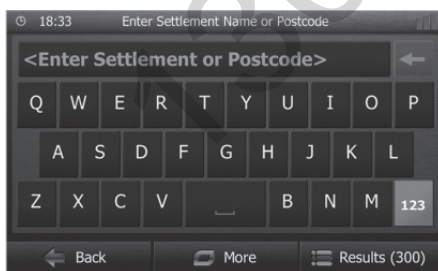 18:33 Enter Settlement Name or Postcode
<Enter Settlement or Postcode>
Q W E R T Y U I O P
A S D F G H J K L
Z X C V B N M 123
Back More Results (300)